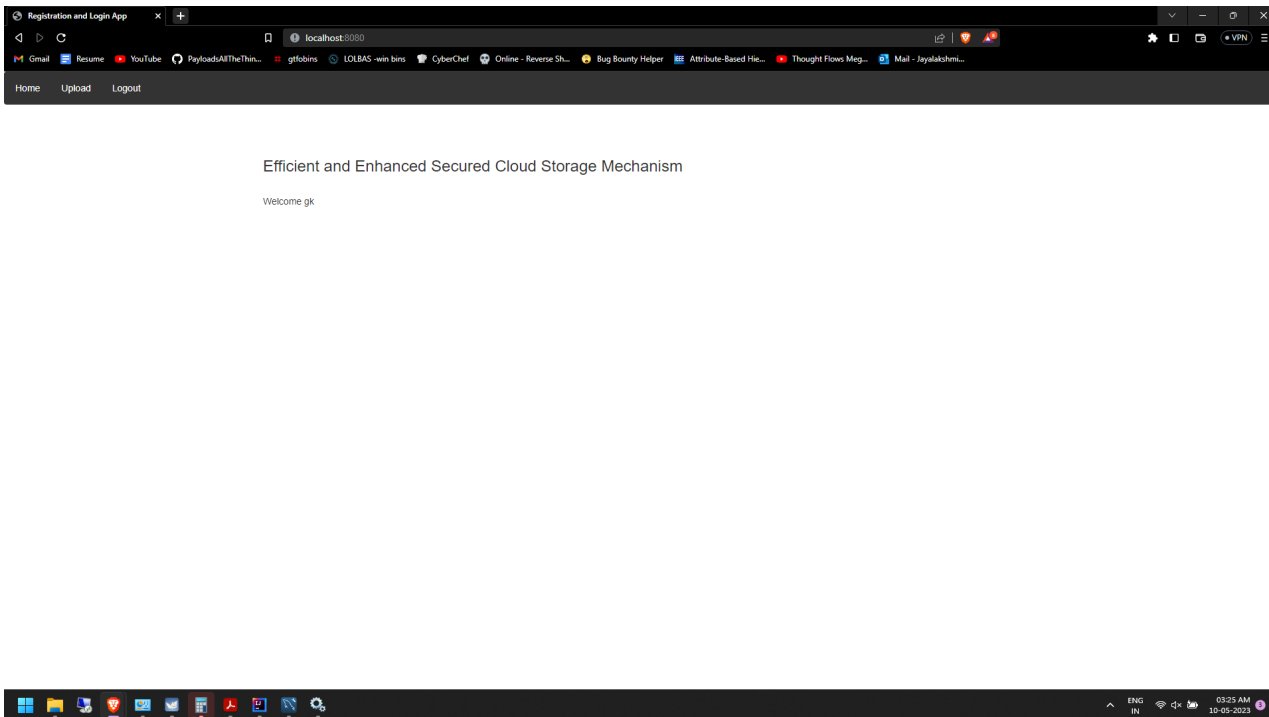 Registration and Login App
localhost:8080
VPN
Gmail Resume YouTube PayloadsAllTheThin... gtfobins LOLBAS -win bins CyberChef Online - Reverse Sh... Bug Bounty Helper Attribute-Based Hie... Thought Flows Meg... Mail - Jayalakshmi...
Home Upload Logout
Efficient and Enhanced Secured Cloud Storage Mechanism
Welcome gk
ENG 03:25 AM
IN 10-05-2023 3